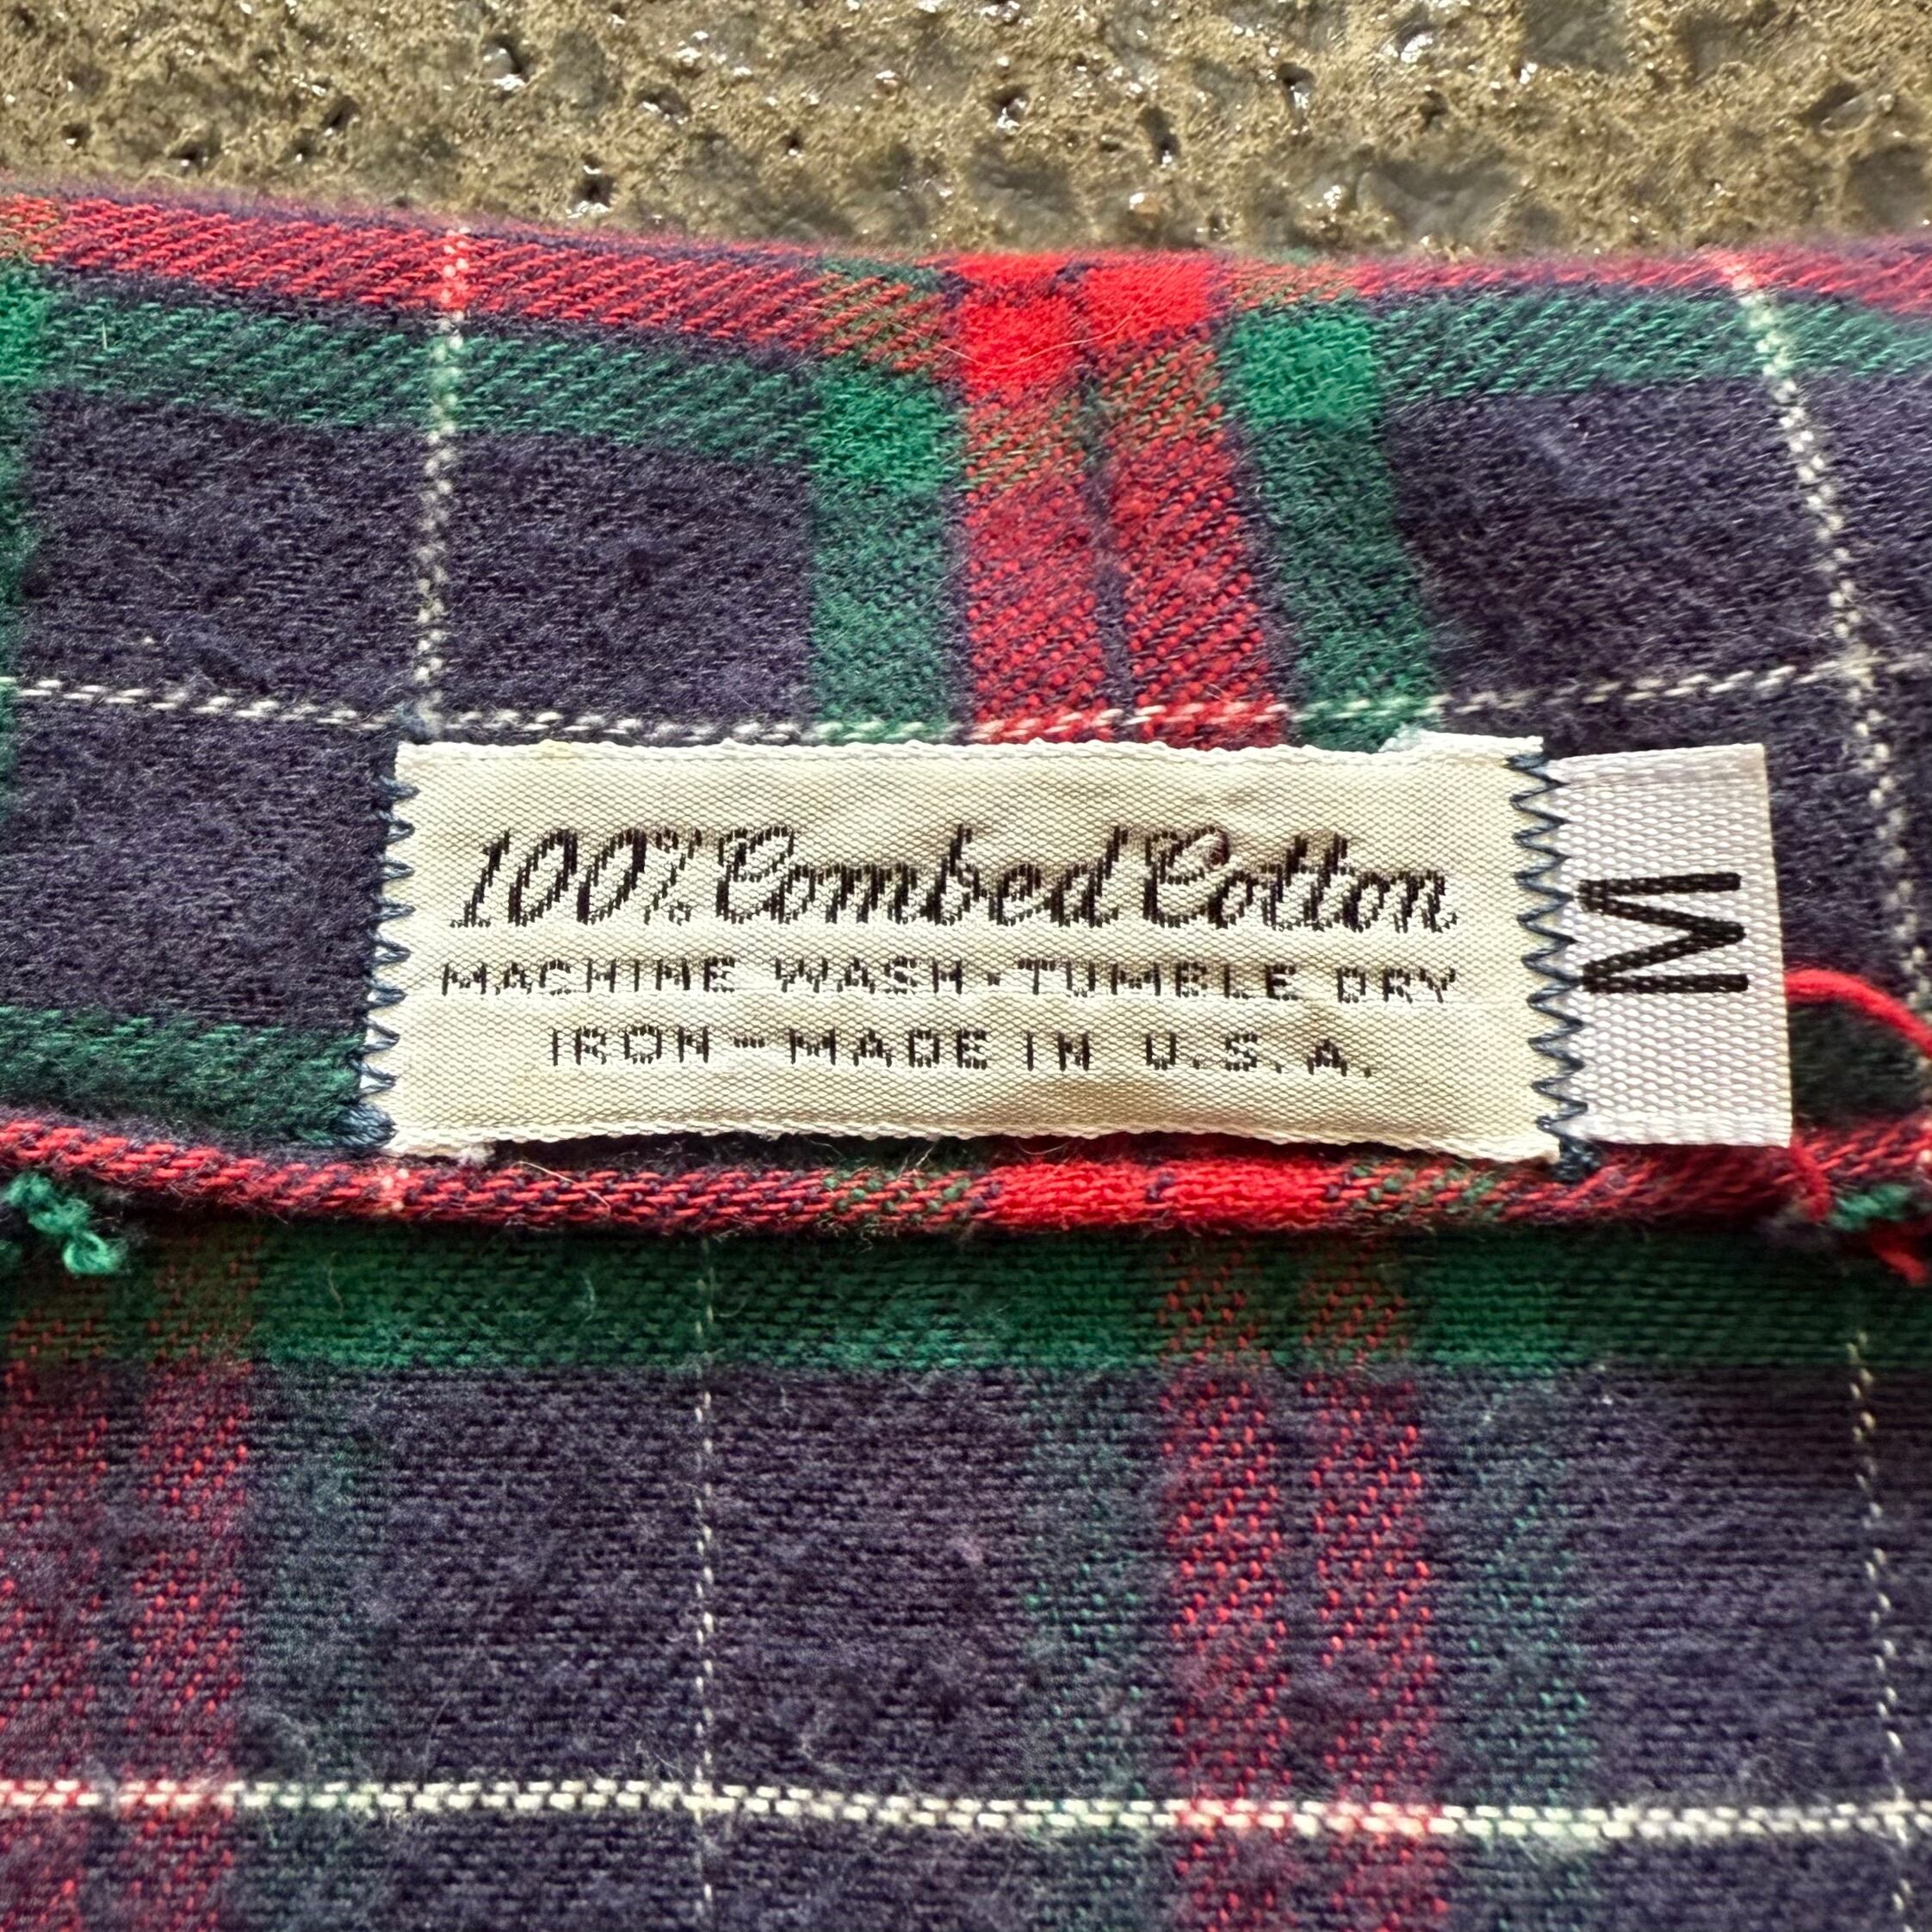 100% Combed Cotton
MACHINE WASH · TUMBLE DRY
IRON - MADE IN U.S.A.
M